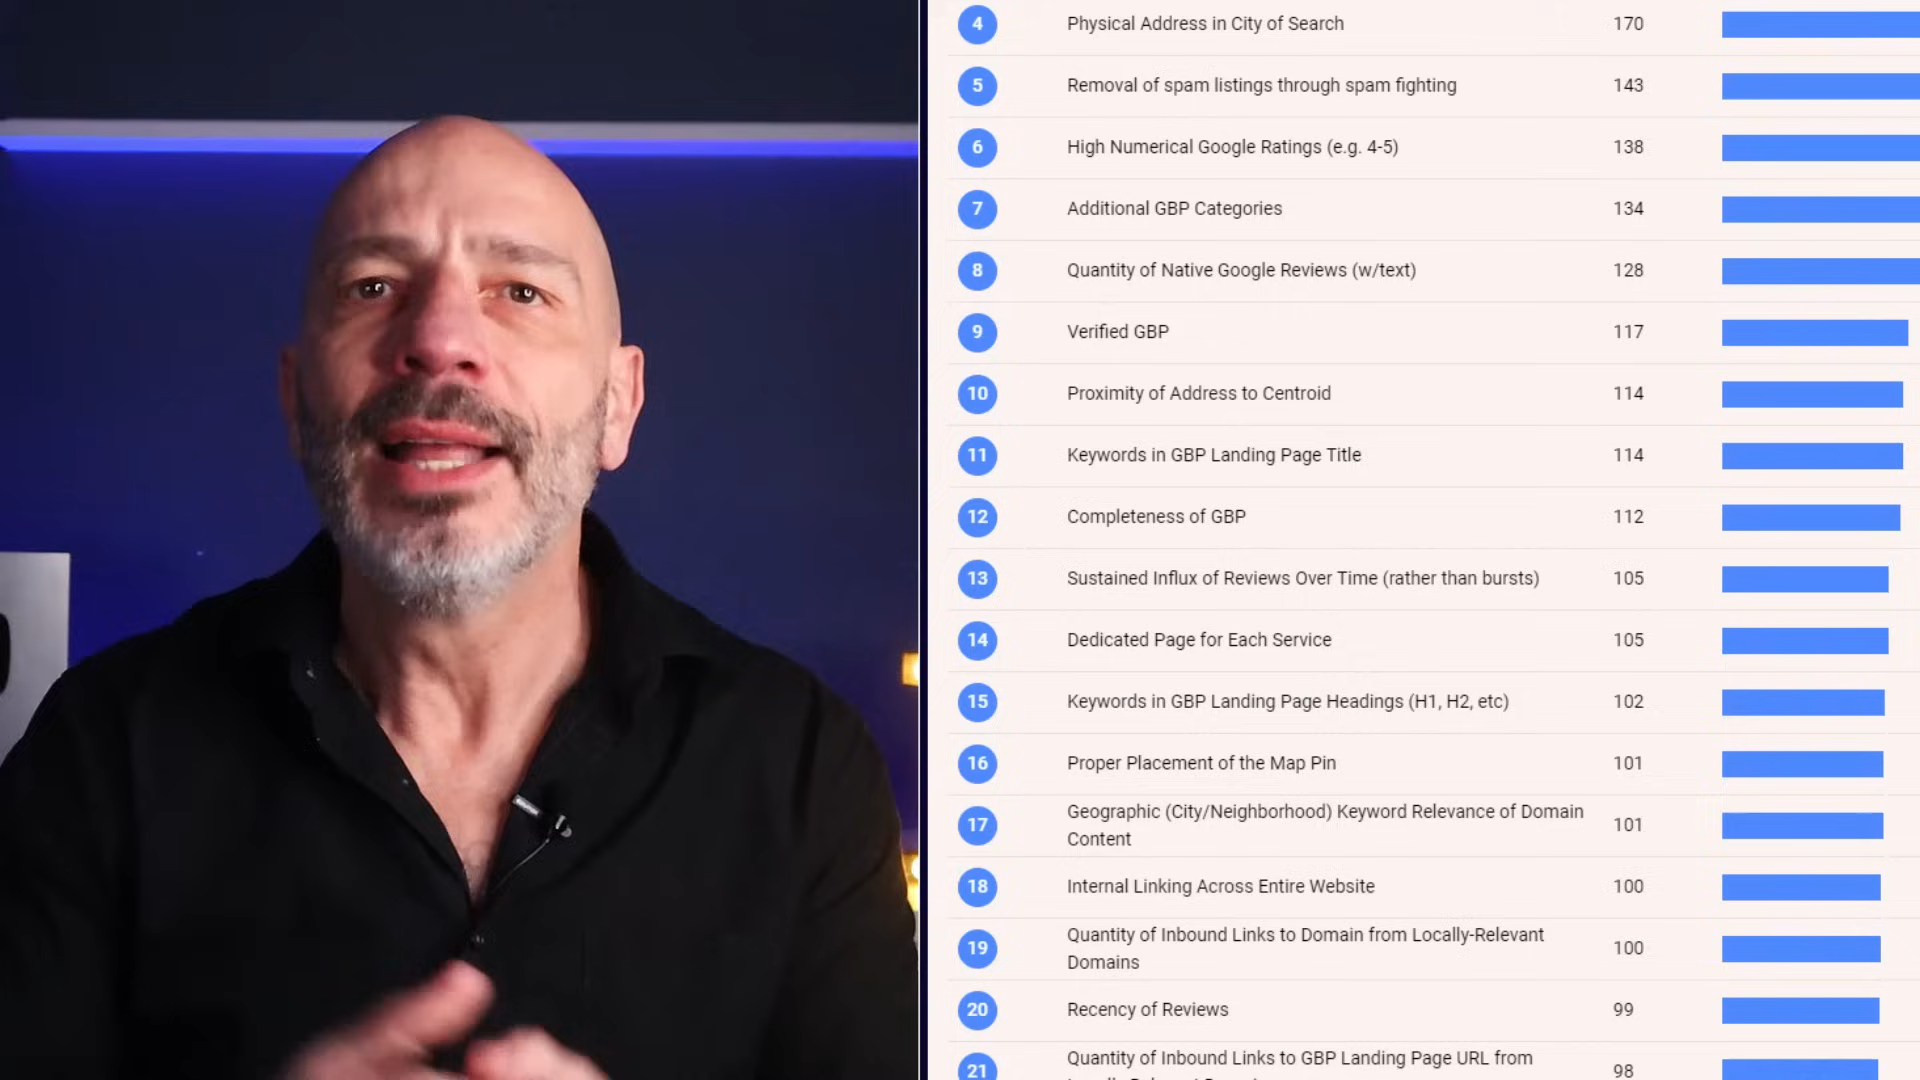 4 Physical Address in City of Search 170
5 Removal of spam listings through spam fighting 143
6 High Numerical Google Ratings (e.g. 4-5) 138
7 Additional GBP Categories 134
8 Quantity of Native Google Reviews (w/text) 128
9 Verified GBP 117
10 Proximity of Address to Centroid 114
11 Keywords in GBP Landing Page Title 114
12 Completeness of GBP 112
13 Sustained Influx of Reviews Over Time (rather than bursts) 105
14 Dedicated Page for Each Service 105
15 Keywords in GBP Landing Page Headings (H1, H2, etc) 102
16 Proper Placement of the Map Pin 101
17 Geographic (City/Neighborhood) Keyword Relevance of Domain 101
Content
18 Internal Linking Across Entire Website 100
19 Quantity of Inbound Links to Domain from Locally-Relevant 100
Domains
20 Recency of Reviews 99
21 Quantity of Inbound Links to GBP Landing Page URL from 98